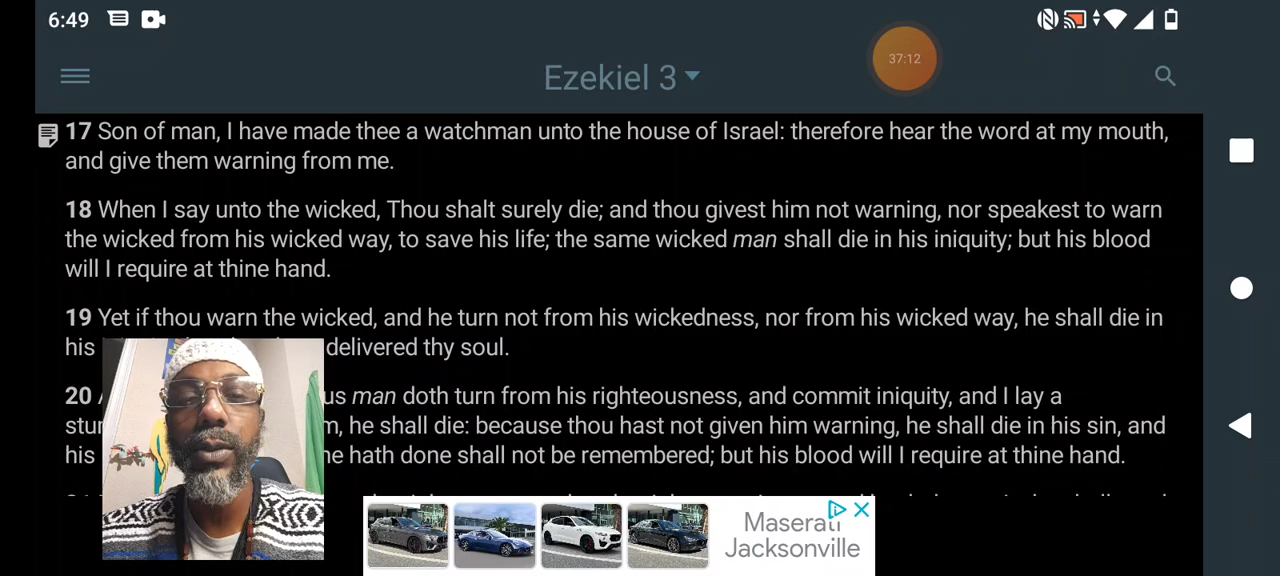 6:49
37:12
Ezekiel 3
17 Son of man, I have made thee a watchman unto the house of Israel: therefore hear the word at my mouth,
and give them warning from me.
18 When I say unto the wicked, Thou shalt surely die; and thou givest him not warning, nor speakest to warn
the wicked from his wicked way, to save his life; the same wicked man shall die in his iniquity; but his blood
will I require at thine hand.
19 Yet if thou warn the wicked, and he turn not from his wickedness, nor from his wicked way, he shall die in
his delivered thy soul.
20 man doth turn from his righteousness, and commit iniquity, and I lay a
he shall die: because thou hast not given him warning, he shall die in his sin, and
his hath done shall not be remembered; but his blood will I require at thine hand.
Maserati
Jacksonville